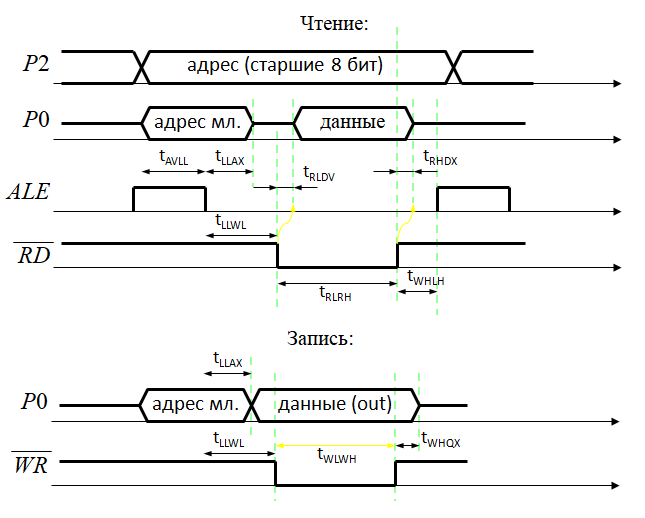 Чтение:
P2 адрес (старшие 8 бит)
P0 адрес мл. данные
tAVLL tLLAX tRLDV tRHDX
ALE
tLLWL
RD
tRLRH tWHLH
Запись:
tLLAX
P0 адрес мл. данные (out)
tLLWL tWLWH tWHQX
WR